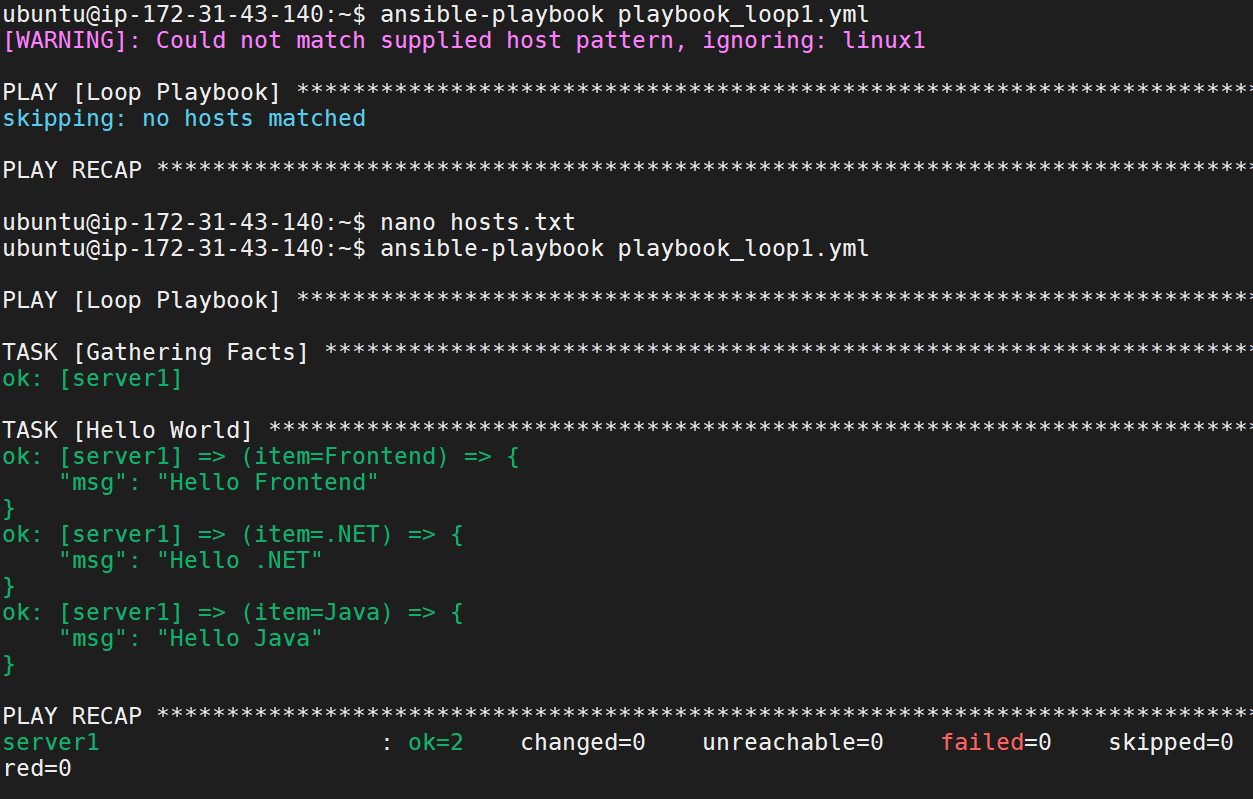 ubuntu@ip-172-31-43-140:~$ ansible-playbook playbook_loop1.yml
[WARNING]: Could not match supplied host pattern, ignoring: linux1
PLAY [Loop Playbook] ********************************************************************
skipping: no hosts matched
PLAY RECAP ******************************************************************************
ubuntu@ip-172-31-43-140:~$ nano hosts.txt
ubuntu@ip-172-31-43-140:~$ ansible-playbook playbook_loop1.yml
PLAY [Loop Playbook] ********************************************************************
TASK [Gathering Facts] ******************************************************************
ok: [server1]
TASK [Hello World] **********************************************************************
ok: [server1] => (item=Frontend) => {
    "msg": "Hello Frontend"
}
ok: [server1] => (item=.NET) => {
    "msg": "Hello .NET"
}
ok: [server1] => (item=Java) => {
    "msg": "Hello Java"
}
PLAY RECAP ******************************************************************************
server1                    : ok=2    changed=0    unreachable=0    failed=0    skipped=0
red=0